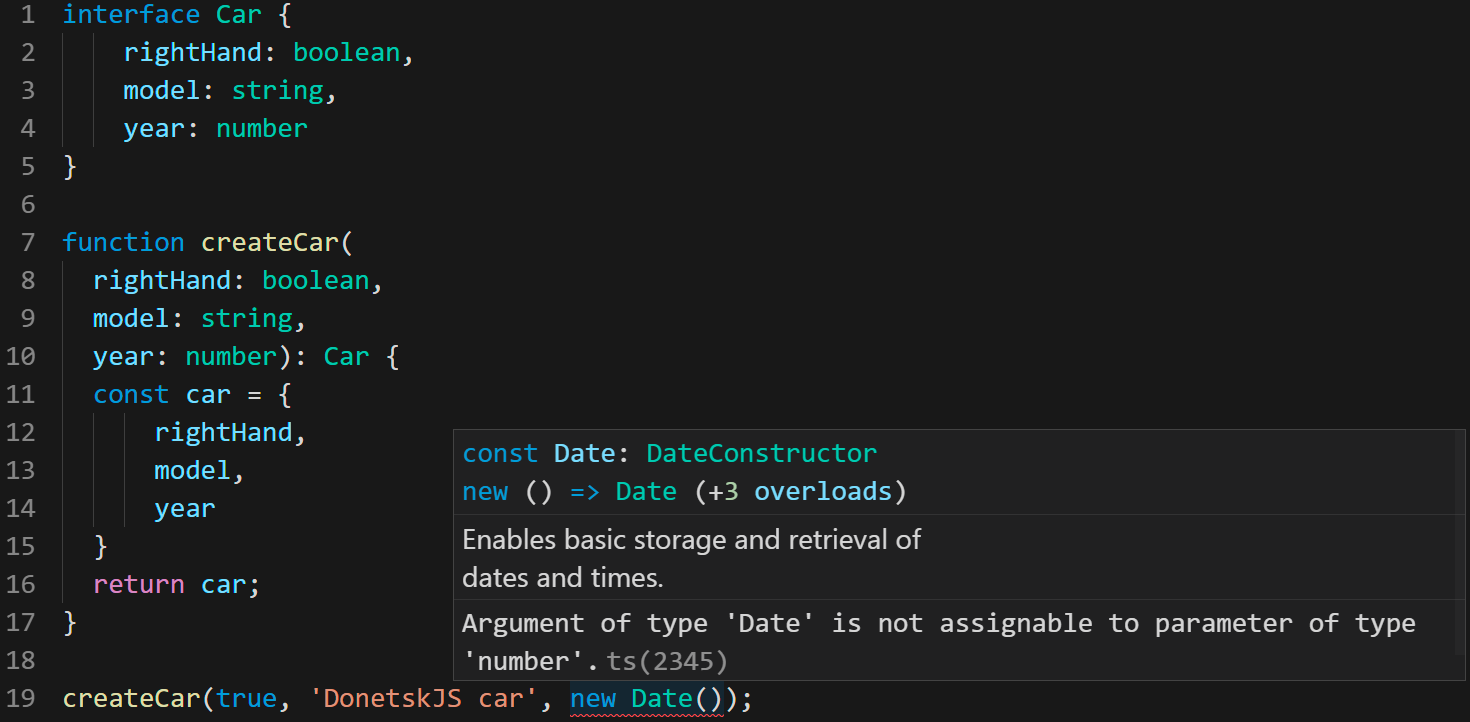 1 interface Car {
2     rightHand: boolean,
3     model: string,
4     year: number
5 }
6
7 function createCar(
8   rightHand: boolean,
9   model: string,
10   year: number): Car {
11   const car = {
12       rightHand,
13       model,
14       year
15   }
16   return car;
17 }
18
19 createCar(true, 'DonetskJS car', new Date());
const Date: DateConstructor
new () => Date (+3 overloads)
Enables basic storage and retrieval of
dates and times.
Argument of type 'Date' is not assignable to parameter of type
'number'. ts(2345)